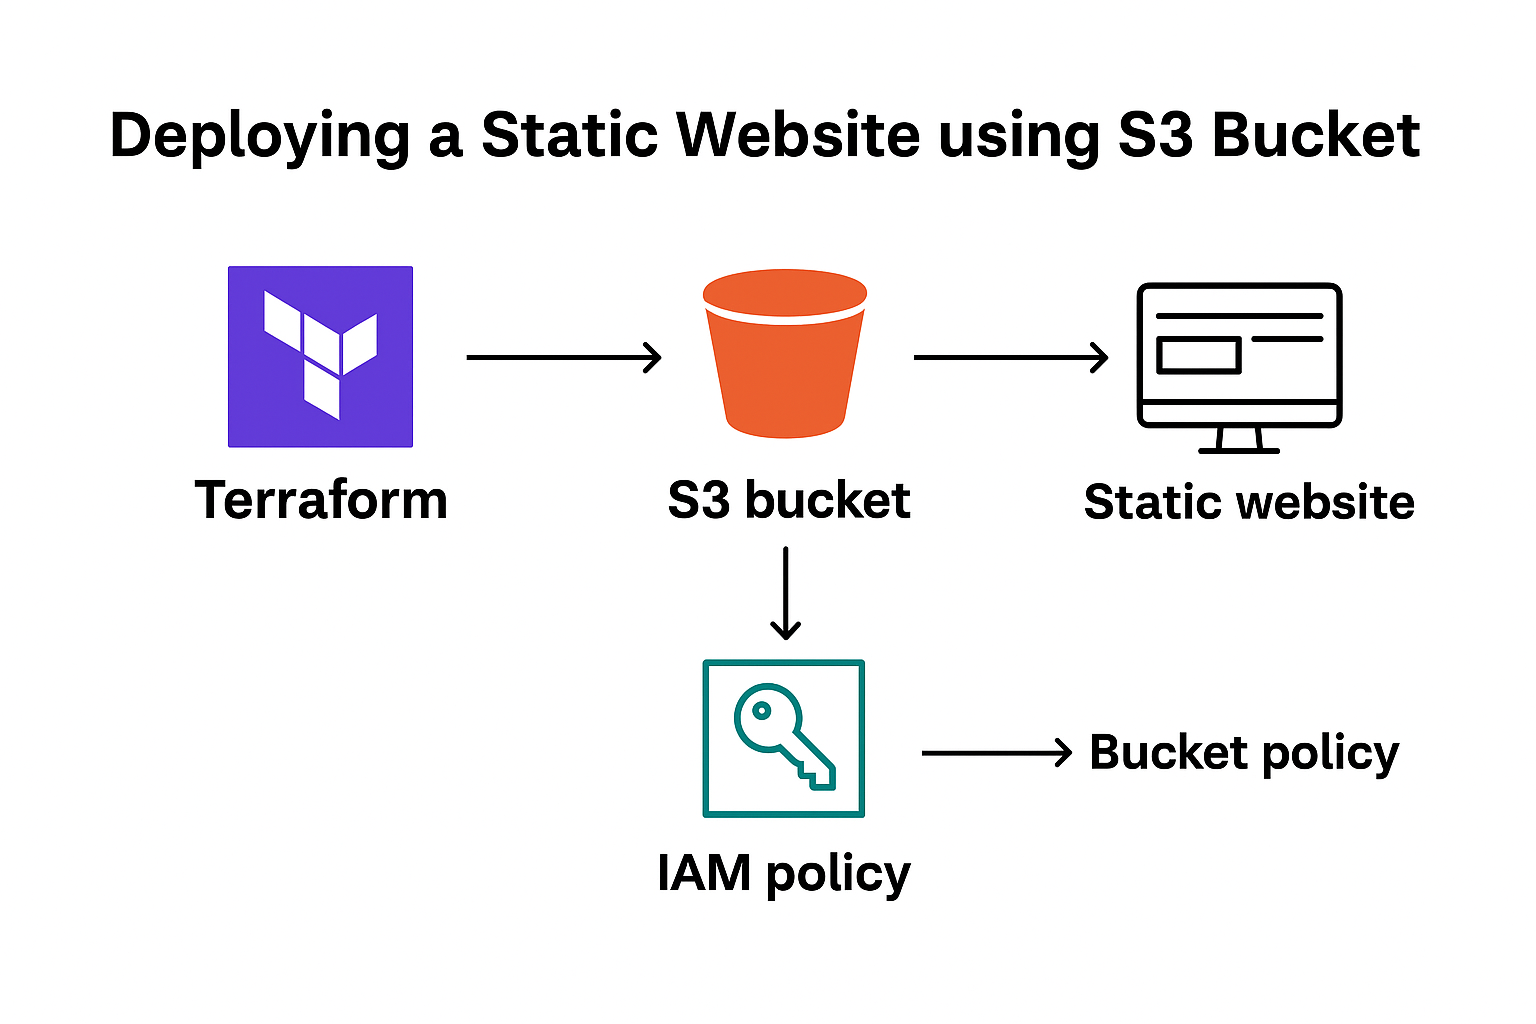 Deploying a Static Website using S3 Bucket
Terraform
S3 bucket
Static website
Bucket policy
IAM policy